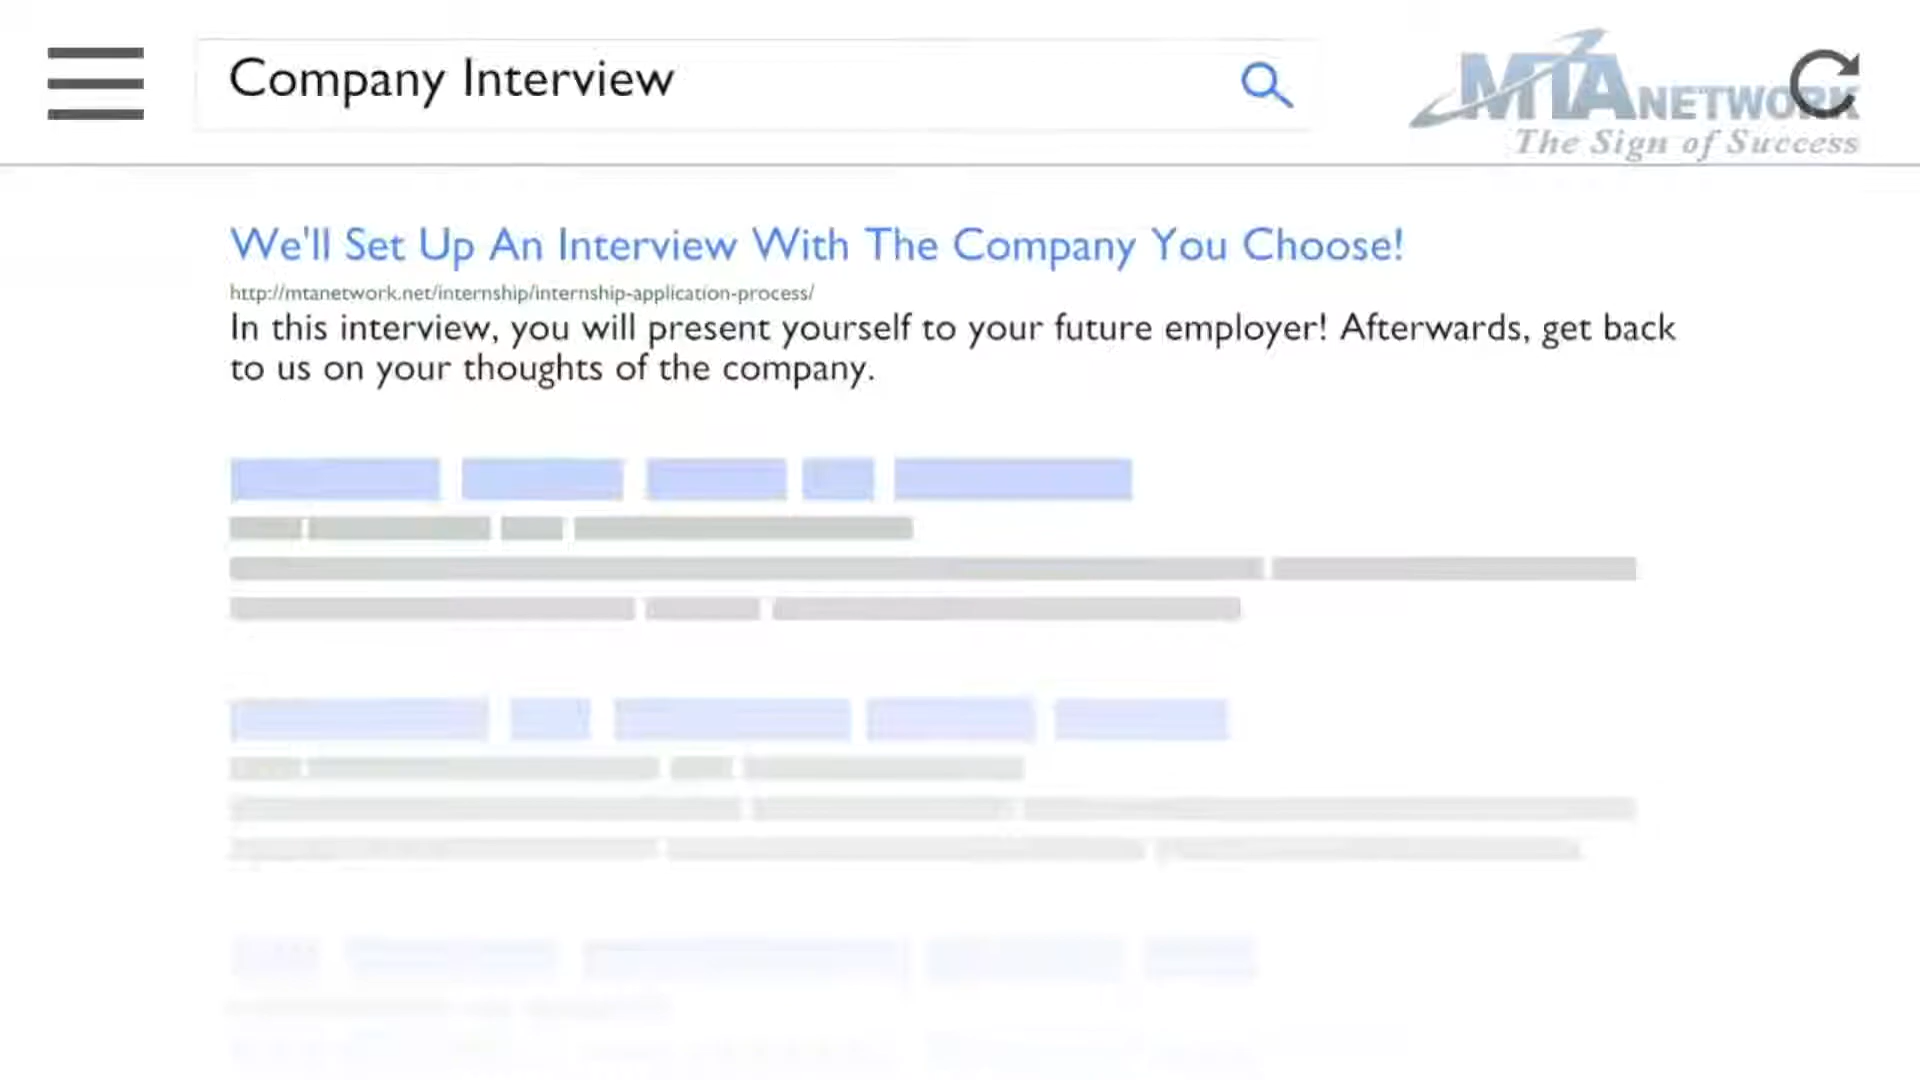 Company Interview
MTA NETWORK
The Sign of Success
We'll Set Up An Interview With The Company You Choose!
http://mtanetwork.net/internship/internship-application-process/
In this interview, you will present yourself to your future employer! Afterwards, get back
to us on your thoughts of the company.